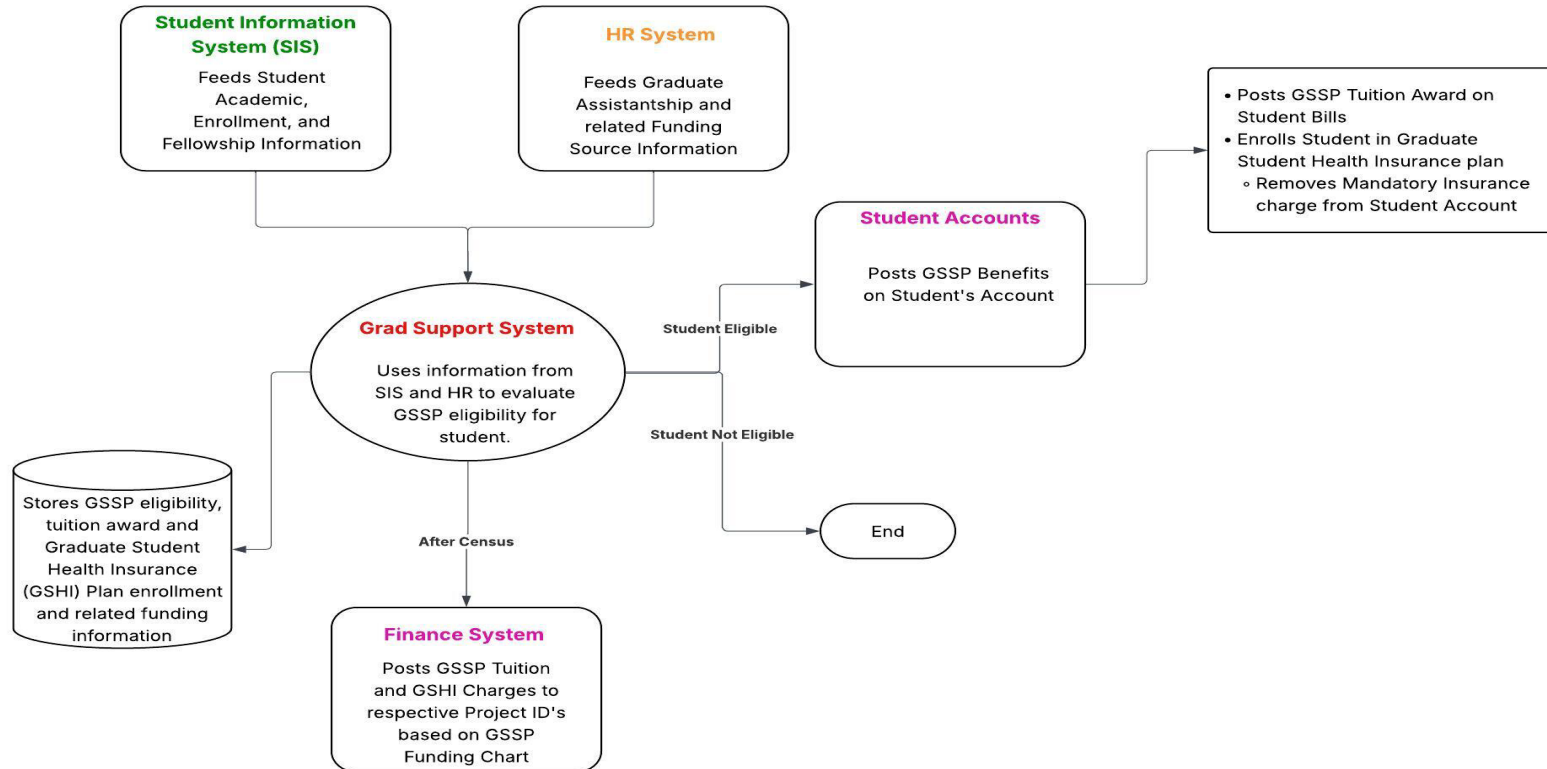 Student Information
System (SIS)
Feeds Student
Academic,
Enrollment, and
Fellowship Information
HR System
Feeds Graduate
Assistantship and
related Funding
Source Information
• Posts GSSP Tuition Award on
Student Bills
• Enrolls Student in Graduate
Student Health Insurance plan
◦ Removes Mandatory Insurance
charge from Student Account
Student Accounts
Posts GSSP Benefits
on Student's Account
Student Eligible
Grad Support System
Uses information from
SIS and HR to evaluate
GSSP eligibility for
student.
Student Not Eligible
End
Stores GSSP eligibility,
tuition award and
Graduate Student
Health Insurance
(GSHI) Plan enrollment
and related funding
information
After Census
Finance System
Posts GSSP Tuition
and GSHI Charges to
respective Project ID's
based on GSSP
Funding Chart